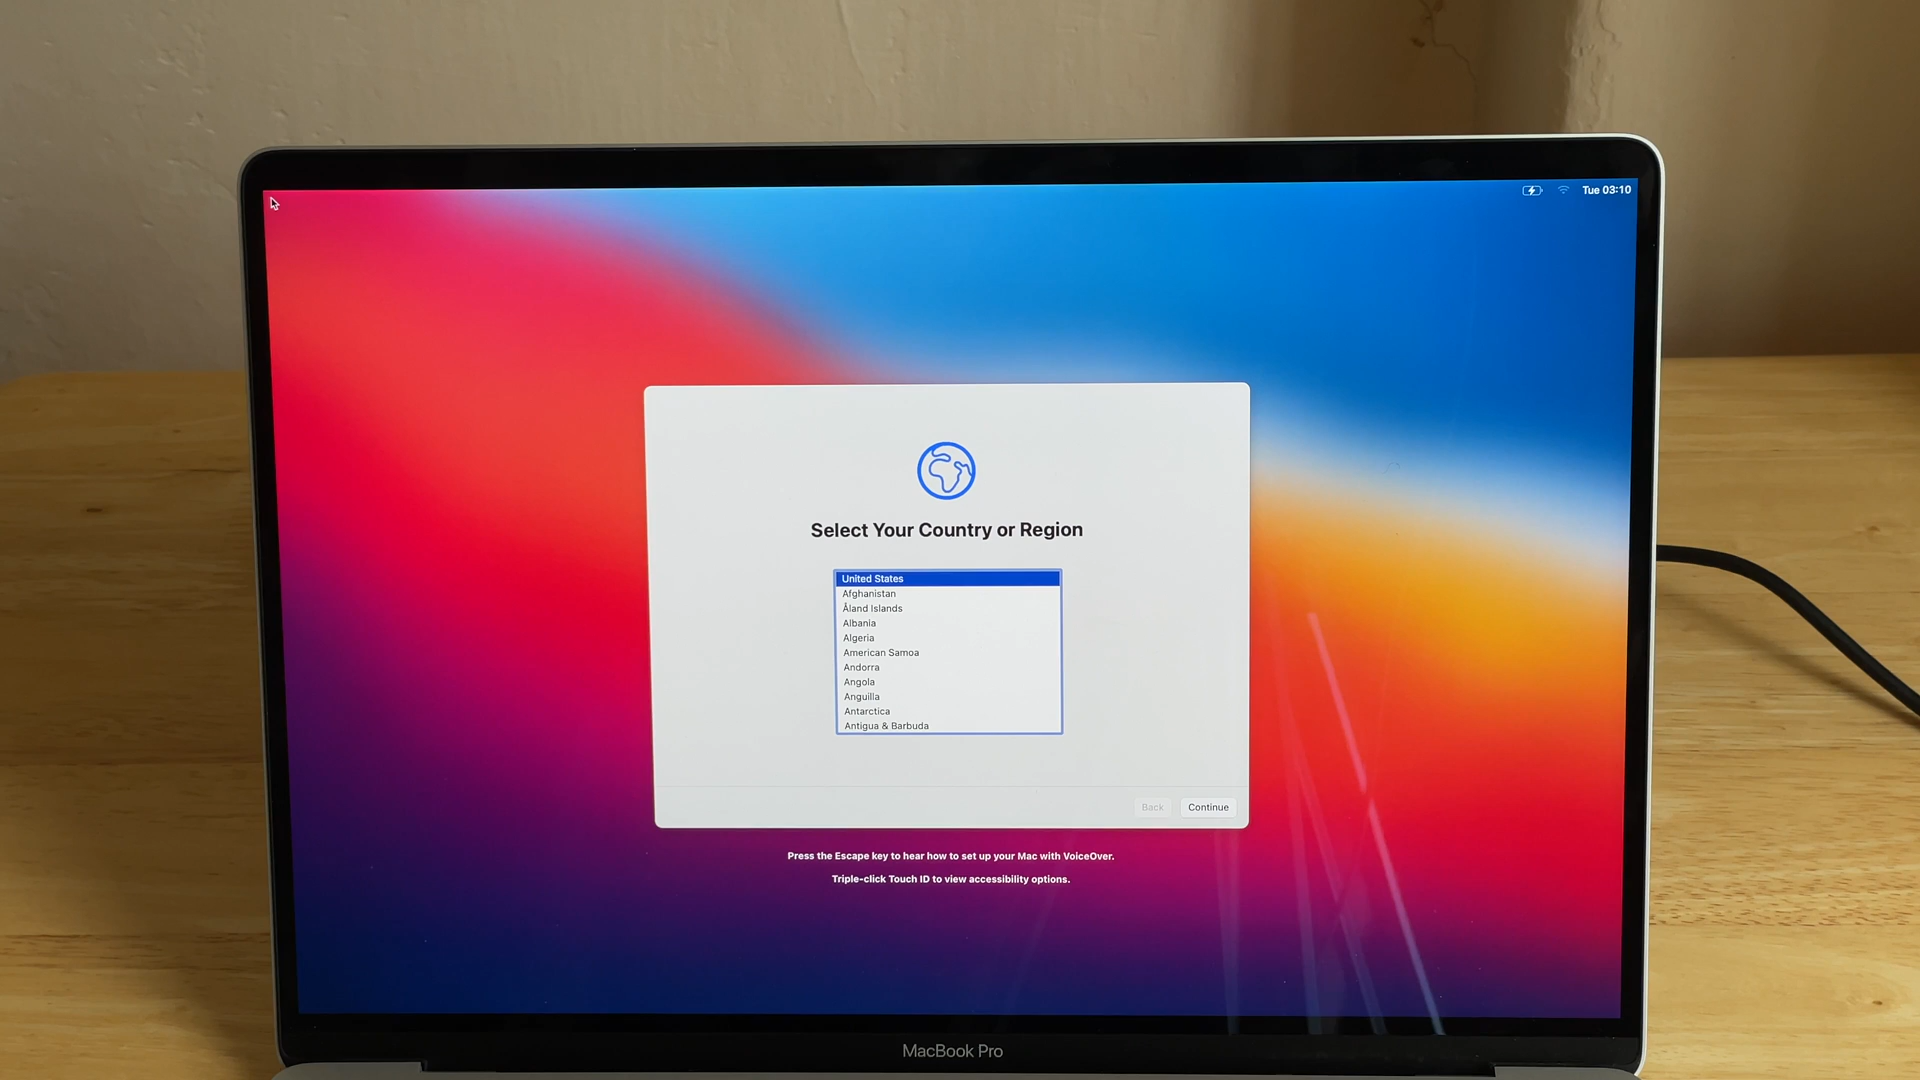 Tue 03:10
Select Your Country or Region
United States
Afghanistan
Åland Islands
Albania
Algeria
American Samoa
Andorra
Angola
Anguilla
Antarctica
Antigua & Barbuda
Back Continue
Press the Escape key to hear how to set up your Mac with VoiceOver.
Triple-click Touch ID to view accessibility options.
MacBook Pro